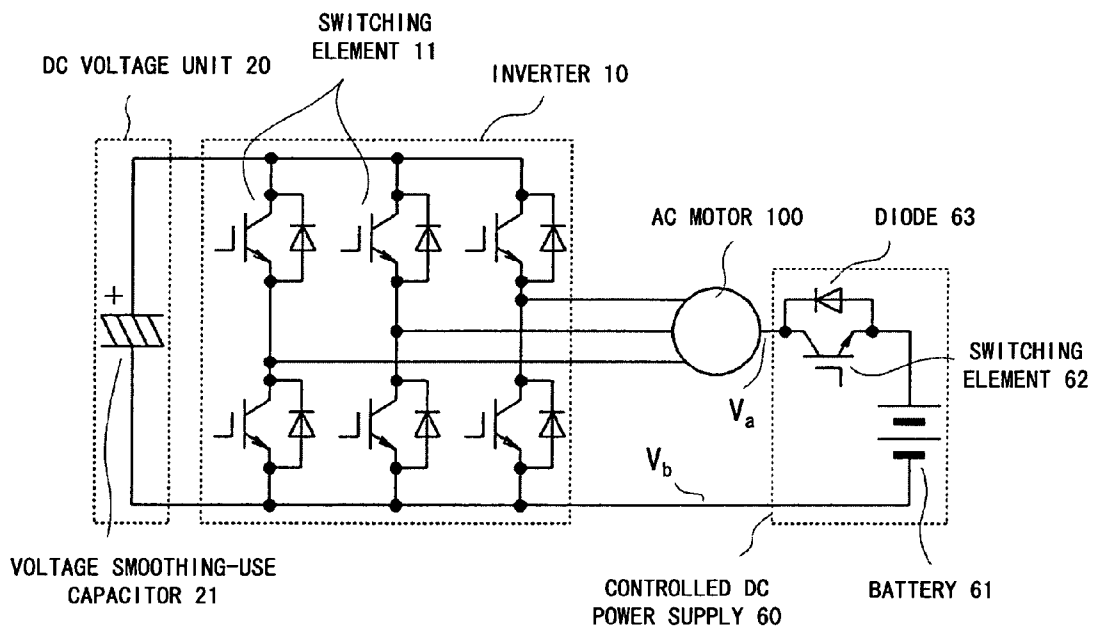 SWITCHING
ELEMENT 11
DC VOLTAGE UNIT 20
INVERTER 10
AC MOTOR 100
DIODE 63
+
SWITCHING
ELEMENT 62
Va
Vb
VOLTAGE SMOOTHING-USE
CAPACITOR 21
CONTROLLED DC
POWER SUPPLY 60
BATTERY 61